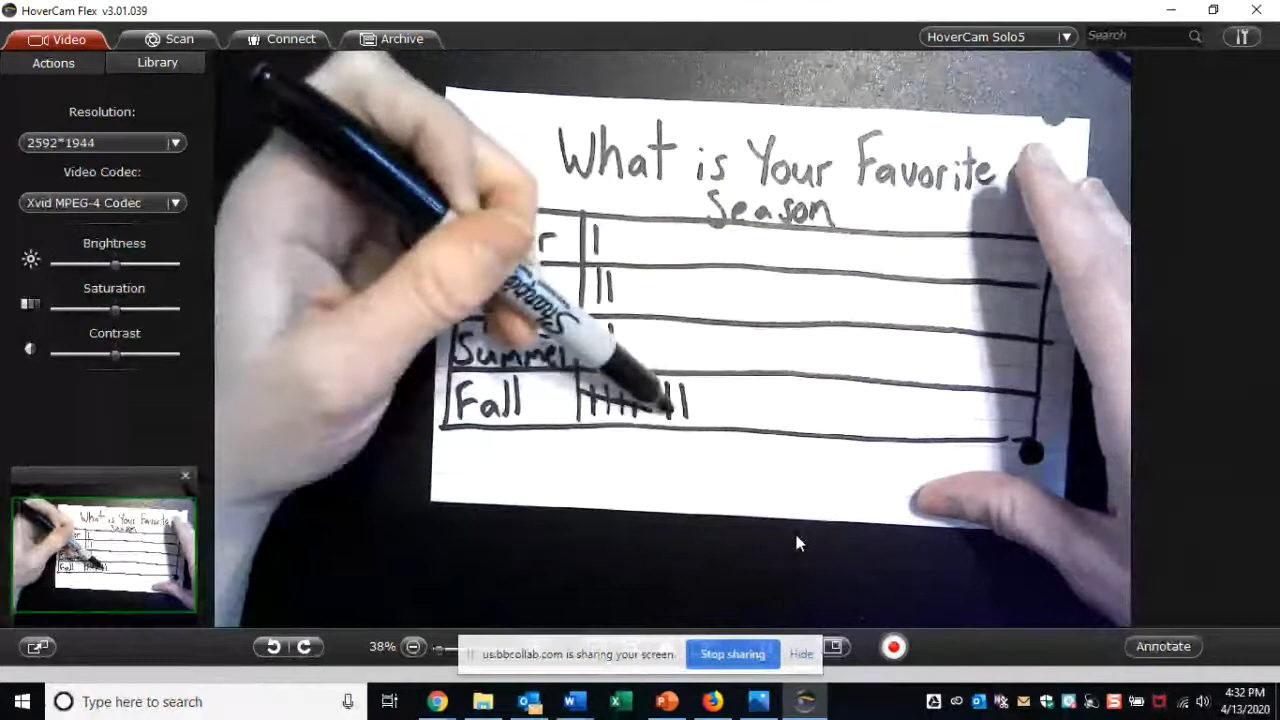 HoverCam Flex v3.01.039
Video Scan Connect Archive HoverCam Solo5 Search
Actions Library
Resolution:
2592*1944
Video Codec:
Xvid MPEG-4 Codec
Brightness
Saturation
Contrast
What is Your Favorite
Season
r
Summer
Fall
Sharpie
38%
us.bbcollab.com is sharing your screen. Stop sharing Hide
Annotate
Type here to search
4:32 PM
4/13/2020